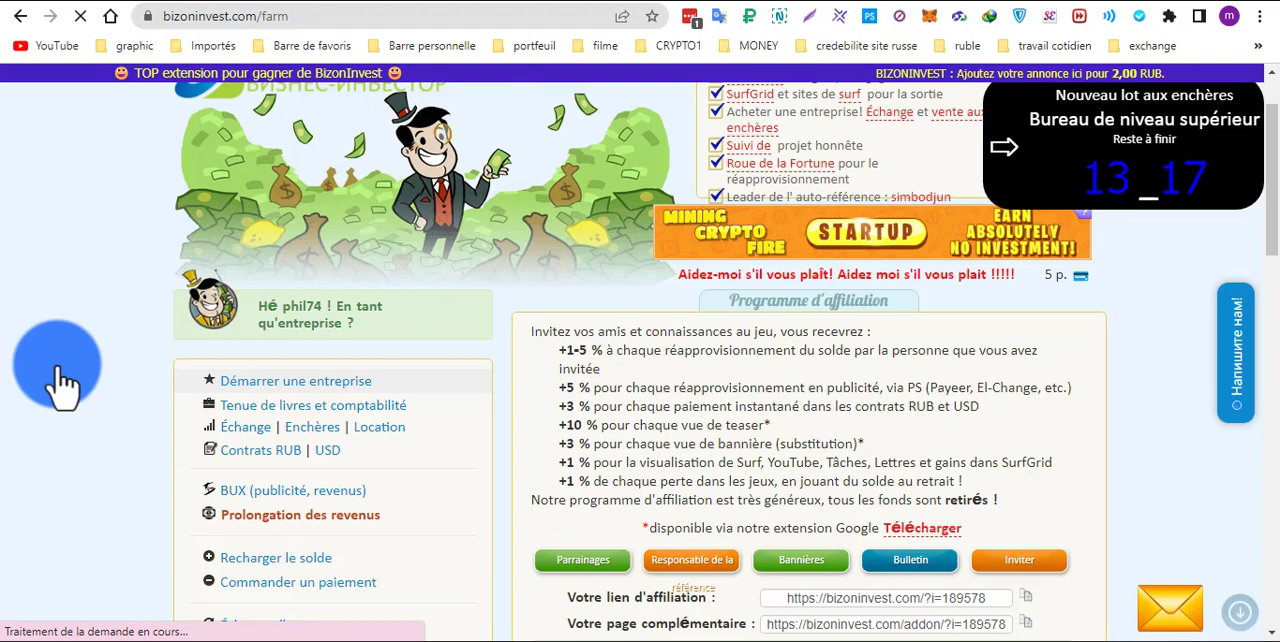 bizoninvest.com/farm
1
PS
m
YouTube
graphic
Importés
Barre de favoris
Barre personnelle
portfeuil
filme
CRYPTO1
MONEY
credebilite site russe
ruble
travail cotidien
exchange
»
TOP extension pour gagner de BizonInvest
BIZONINVEST : Ajoutez votre annonce ici pour 2,00 RUB.
БИЗНЕС-ИНВЕСТОР
SurfGrid et sites de surf pour la sortie
Acheter une entreprise! Échange et vente aux
enchères
Suivi de projet honnête
Roue de la Fortune pour le
réapprovisionnement
Leader de l' auto-référence : simbodjun
Nouveau lot aux enchères
Bureau de niveau supérieur
Reste à finir
13 _17
MINING
CRYPTO
FIRE
STARTUP
EARN
ABSOLUTELY
NO INVESTMENT!
?
Aidez-moi s'il vous plaît! Aidez moi s'il vous plait !!!!!
5 p.
Hé phil74 ! En tant
qu'entreprise ?
Démarrer une entreprise
Tenue de livres et comptabilité
Échange | Enchères | Location
Contrats RUB | USD
BUX (publicité, revenus)
Prolongation des revenus
Recharger le solde
Commander un paiement
Programme d'affiliation
Invitez vos amis et connaissances au jeu, vous recevrez :
+1-5 % à chaque réapprovisionnement du solde par la personne que vous avez
invitée
+5 % pour chaque réapprovisionnement en publicité, via PS (Payeer, El-Change, etc.)
+3 % pour chaque paiement instantané dans les contrats RUB et USD
+10 % pour chaque vue de teaser*
+3 % pour chaque vue de bannière (substitution)*
+1 % pour la visualisation de Surf, YouTube, Tâches, Lettres et gains dans SurfGrid
+1 % de chaque perte dans les jeux, en jouant du solde au retrait !
Notre programme d'affiliation est très généreux, tous les fonds sont retirés !
*disponible via notre extension Google Télécharger
Parrainages
Responsable de la
référence
Bannières
Bulletin
Inviter
Votre lien d'affiliation :
https://bizoninvest.com/?i=189578
Votre page complémentaire :
https://bizoninvest.com/addon/?i=189578
Напишите нам!
Traitement de la demande en cours...